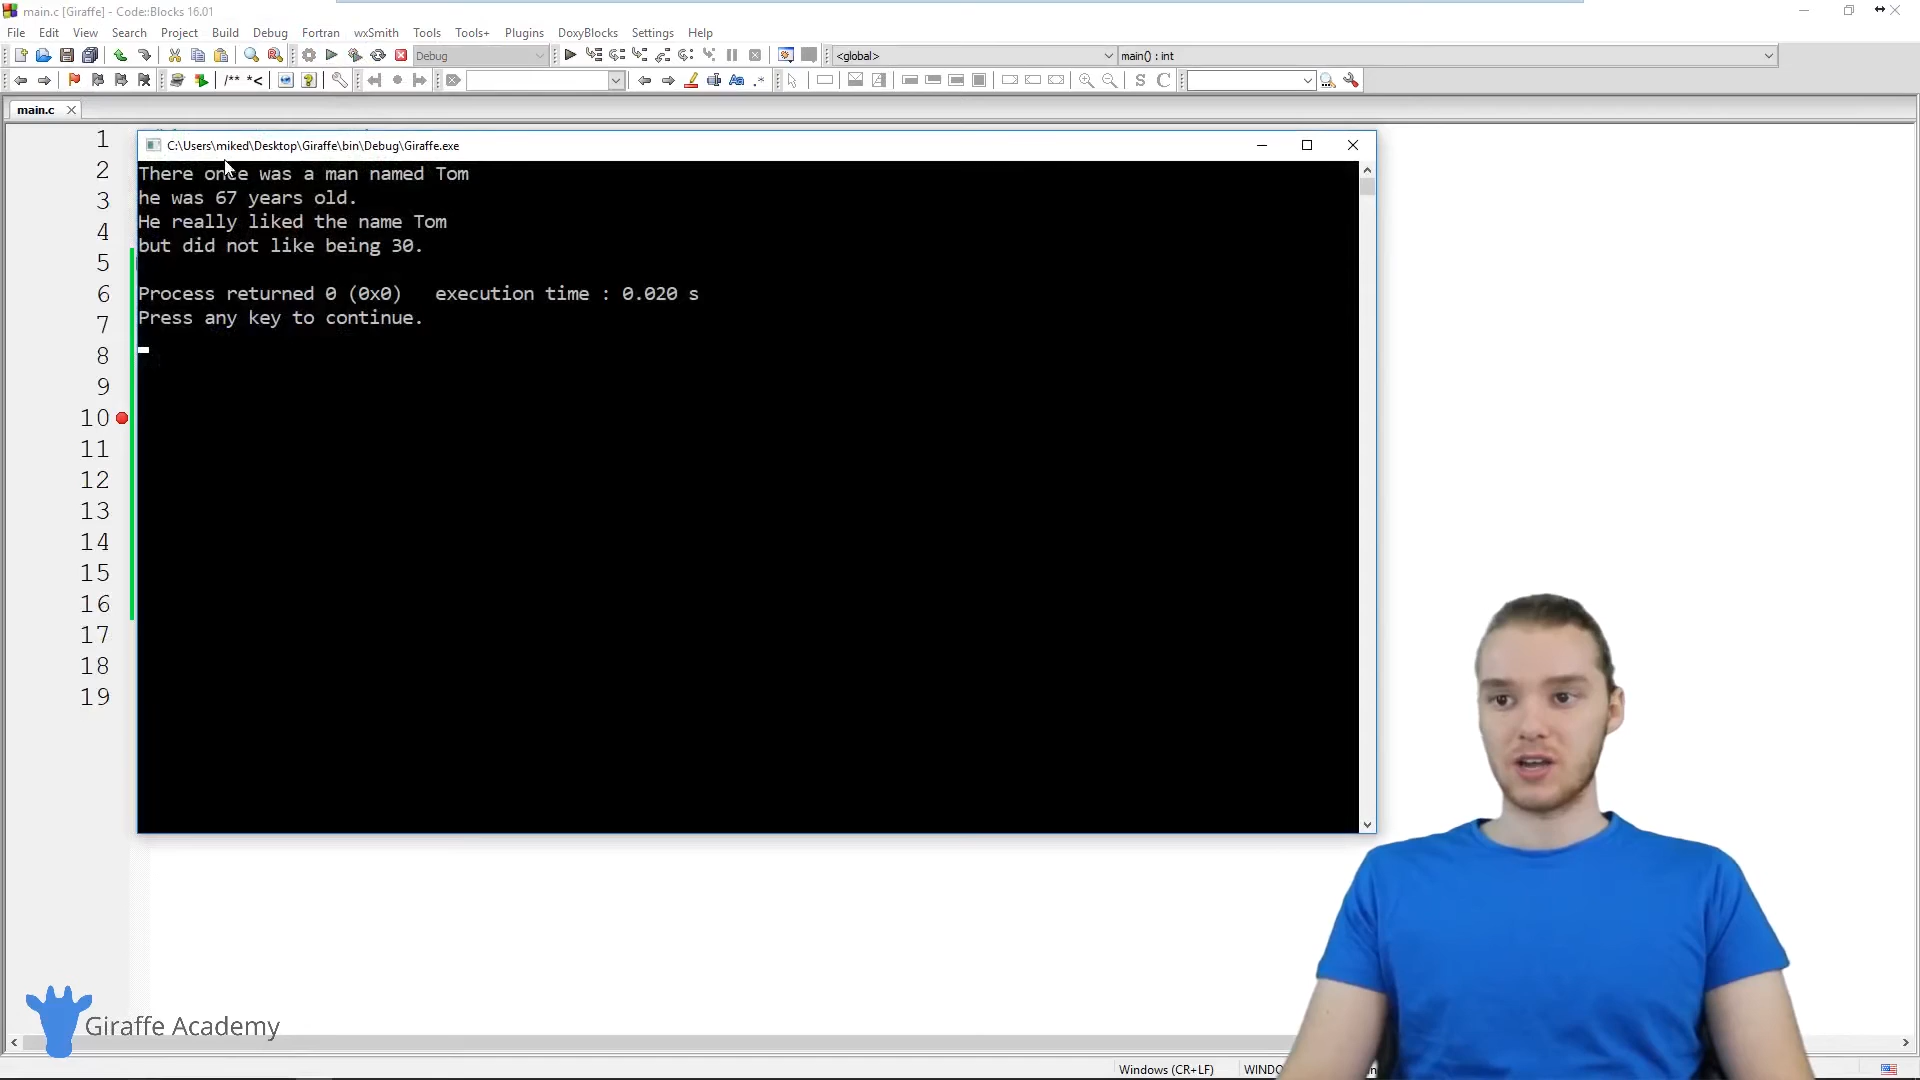 main.c [Giraffe] - Code::Blocks 16.01
File Edit View Search Project Build Debug Fortran wxSmith Tools Tools+ Plugins DoxyBlocks Settings Help
Debug <global> main() : int
/** *<
main.c
C:\Users\miked\Desktop\Giraffe\bin\Debug\Giraffe.exe
1
2
3
4
5
6
7
8
9
10
11
12
13
14
15
16
17
18
19
There once was a man named Tom
he was 67 years old.
He really liked the name Tom
but did not like being 30.
Process returned 0 (0x0)   execution time : 0.020 s
Press any key to continue.
Giraffe Academy
Windows (CR+LF)